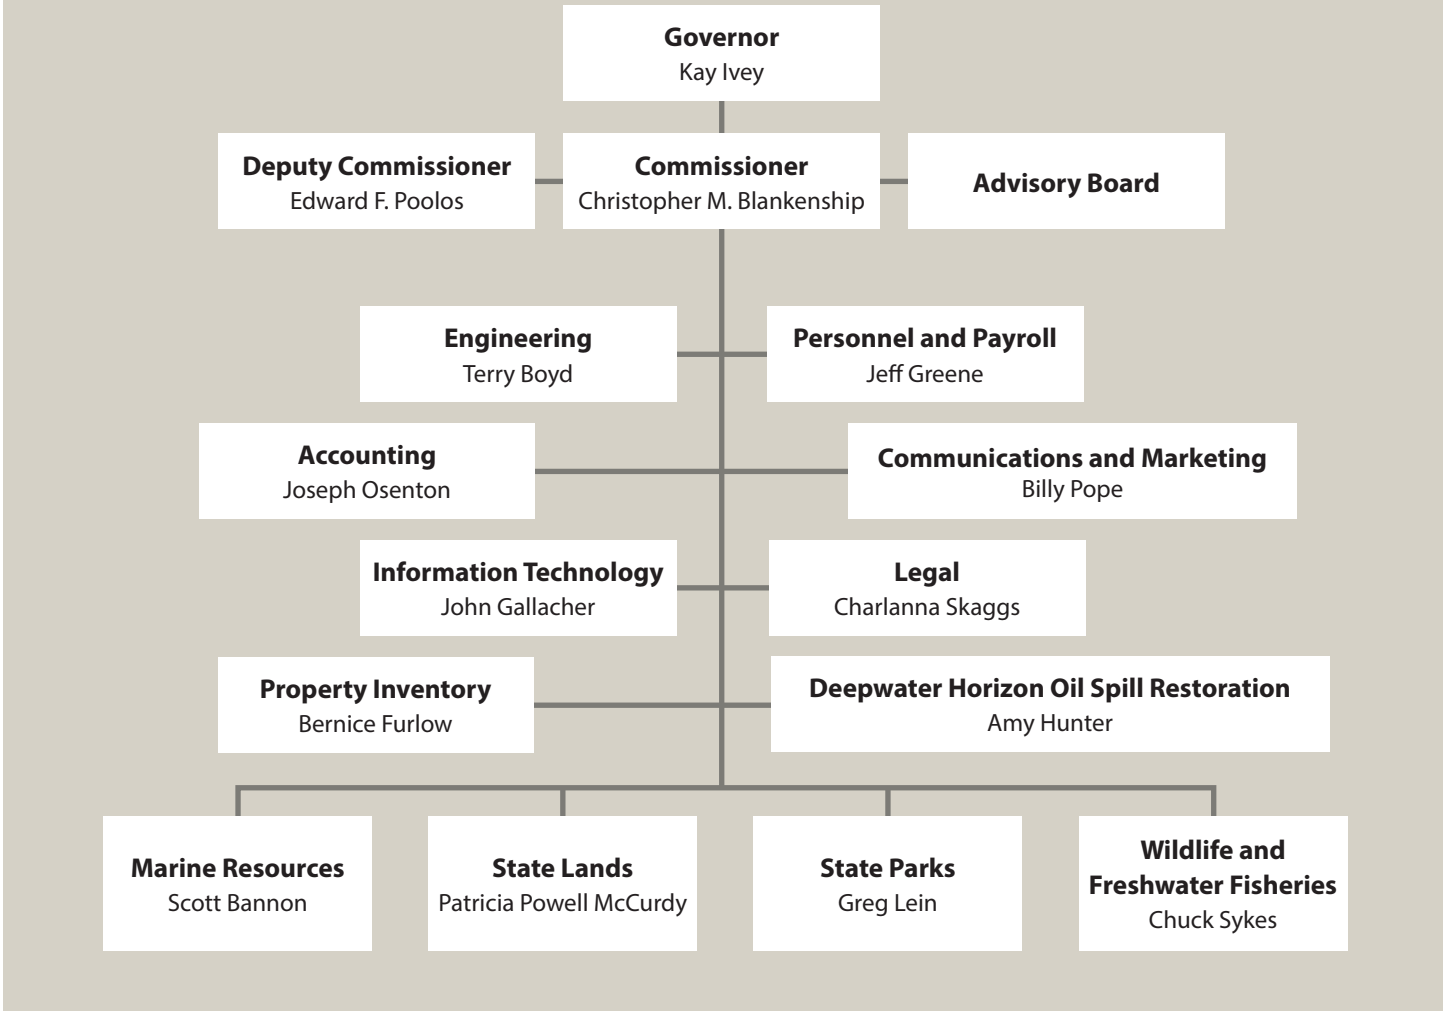 Governor
Kay Ivey
Deputy Commissioner
Edward F. Poolos
Commissioner
Christopher M. Blankenship
Advisory Board
Engineering
Terry Boyd
Personnel and Payroll
Jeff Greene
Accounting
Joseph Osenton
Communications and Marketing
Billy Pope
Information Technology
John Gallacher
Legal
Charlanna Skaggs
Property Inventory
Bernice Furlow
Deepwater Horizon Oil Spill Restoration
Amy Hunter
Marine Resources
Scott Bannon
State Lands
Patricia Powell McCurdy
State Parks
Greg Lein
Wildlife and
Freshwater Fisheries
Chuck Sykes